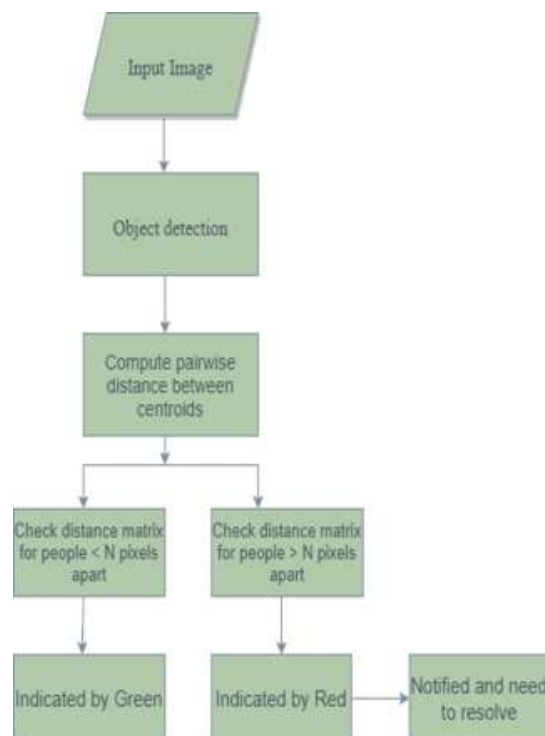 Input Image
Object detection
Compute pairwise
distance between
centroids
Check distance matrix
for people < N pixels
apart
Check distance matrix
for people > N pixels
apart
Indicated by Green
Indicated by Red
Notified and need
to resolve